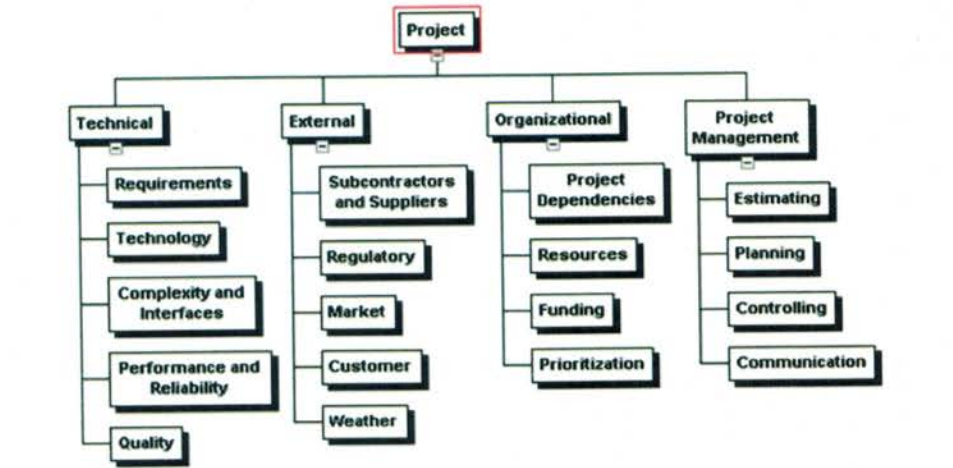 Project
Technical
Requirements
Technology
Complexity and
Interfaces
Performance and
Reliability
Quality
External
Subcontractors
and Suppliers
Regulatory
Market
Customer
Weather
Organizational
Project
Dependencies
Resources
Funding
Prioritization
Project
Management
Estimating
Planning
Controlling
Communication